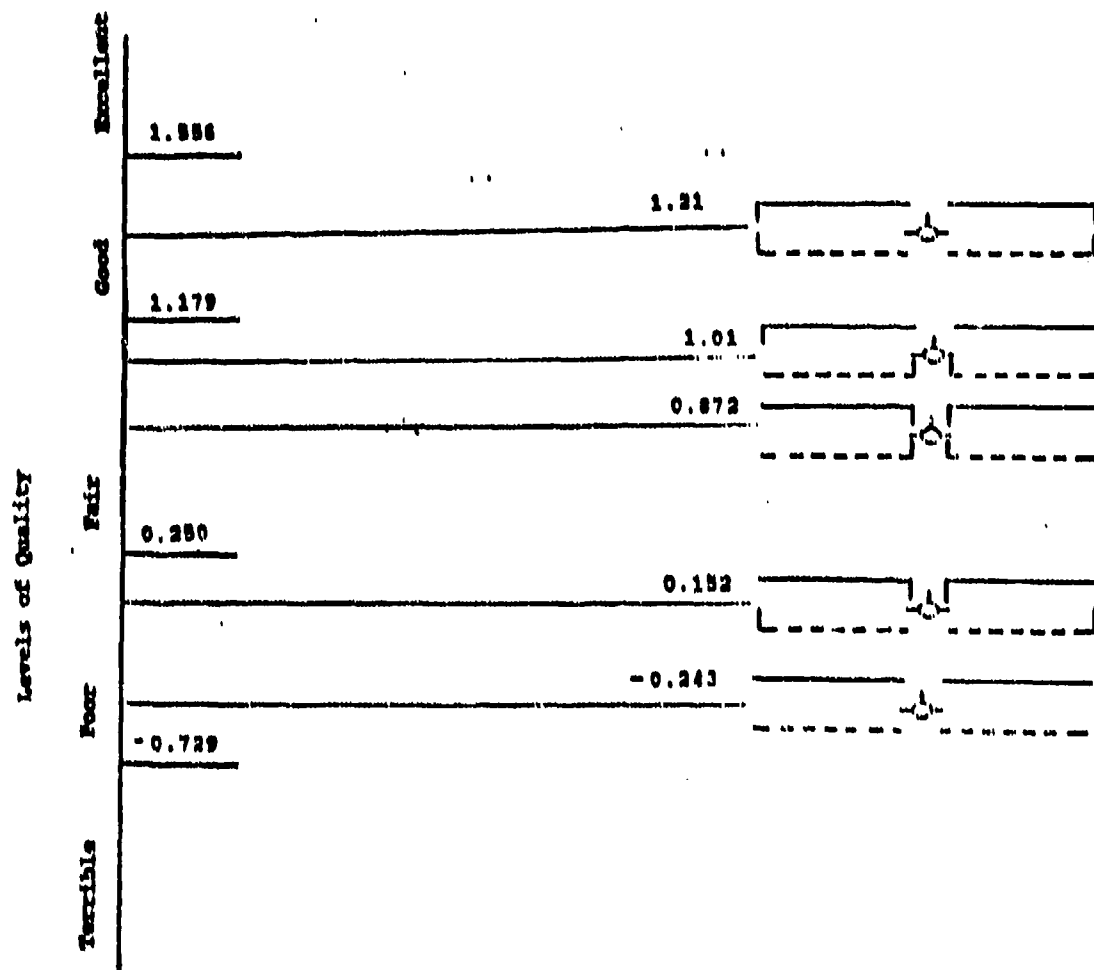 Levels of Quality
Excellent
1.556
1.21
Good
1.179
1.01
0.872
Fair
0.250
0.152
-0.243
Poor
-0.729
Terrible